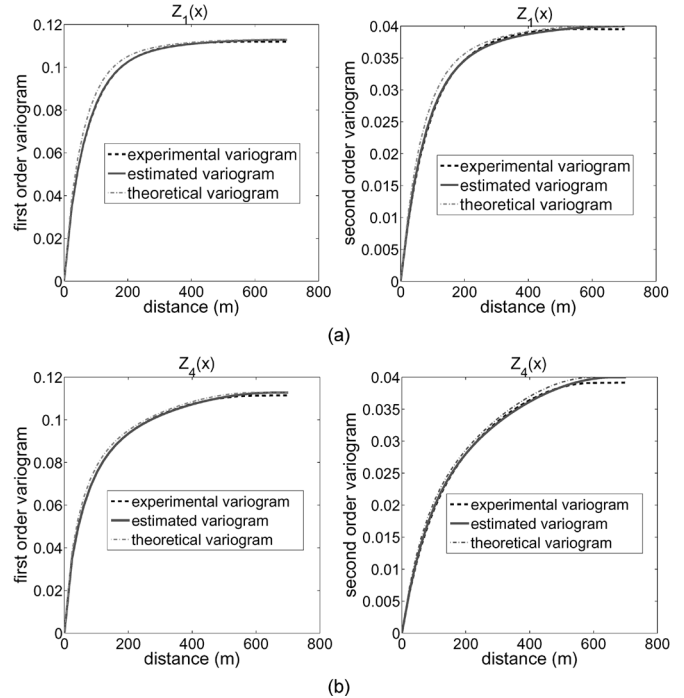 Z1(x)
0.12
0.1
0.08
0.06
0.04
0.02
0
first order variogram
experimental variogram
estimated variogram
theoretical variogram
0 200 400 600 800
distance (m)
Z1(x)
0.04
0.035
0.03
0.025
0.02
0.015
0.01
0.005
0
second order variogram
experimental variogram
estimated variogram
theoretical variogram
0 200 400 600 800
distance (m)
(a)
Z4(x)
0.12
0.1
0.08
0.06
0.04
0.02
0
first order variogram
experimental variogram
estimated variogram
theoretical variogram
0 200 400 600 800
distance (m)
Z4(x)
0.04
0.035
0.03
0.025
0.02
0.015
0.01
0.005
0
second order variogram
experimental variogram
estimated variogram
theoretical variogram
0 200 400 600 800
distance (m)
(b)